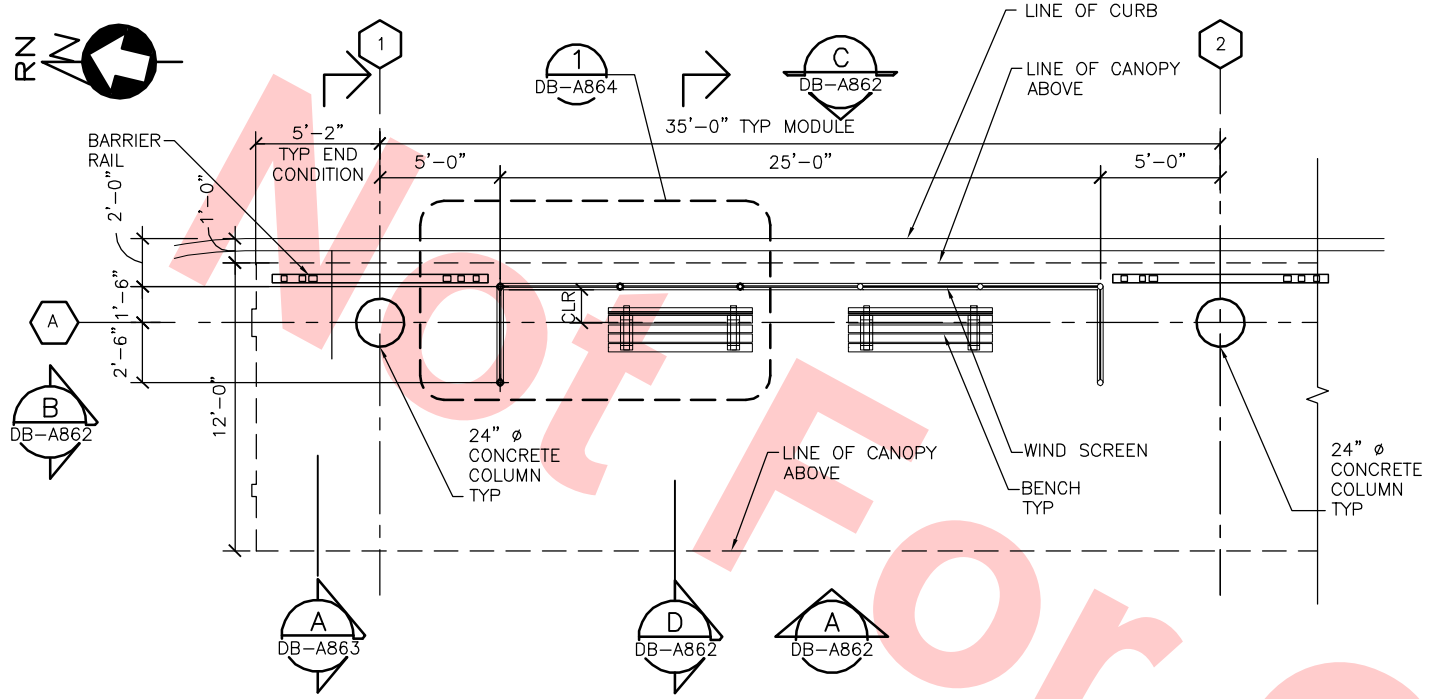 LINE OF CURB
RN
1
1
DB-A864
C
DB-A862
2
LINE OF CANOPY
ABOVE
35'-0" TYP MODULE
BARRIER
RAIL
5'-2"
TYP END
CONDITION
5'-0"
25'-0"
5'-0"
2'-0"
1'-0"
1'-6"
CLR
A
2'-6"
12'-0"
B
DB-A862
24" ø
CONCRETE
COLUMN
TYP
LINE OF CANOPY
ABOVE
WIND SCREEN
BENCH
TYP
24" ø
CONCRETE
COLUMN
TYP
A
DB-A863
D
DB-A862
A
DB-A862
Not For